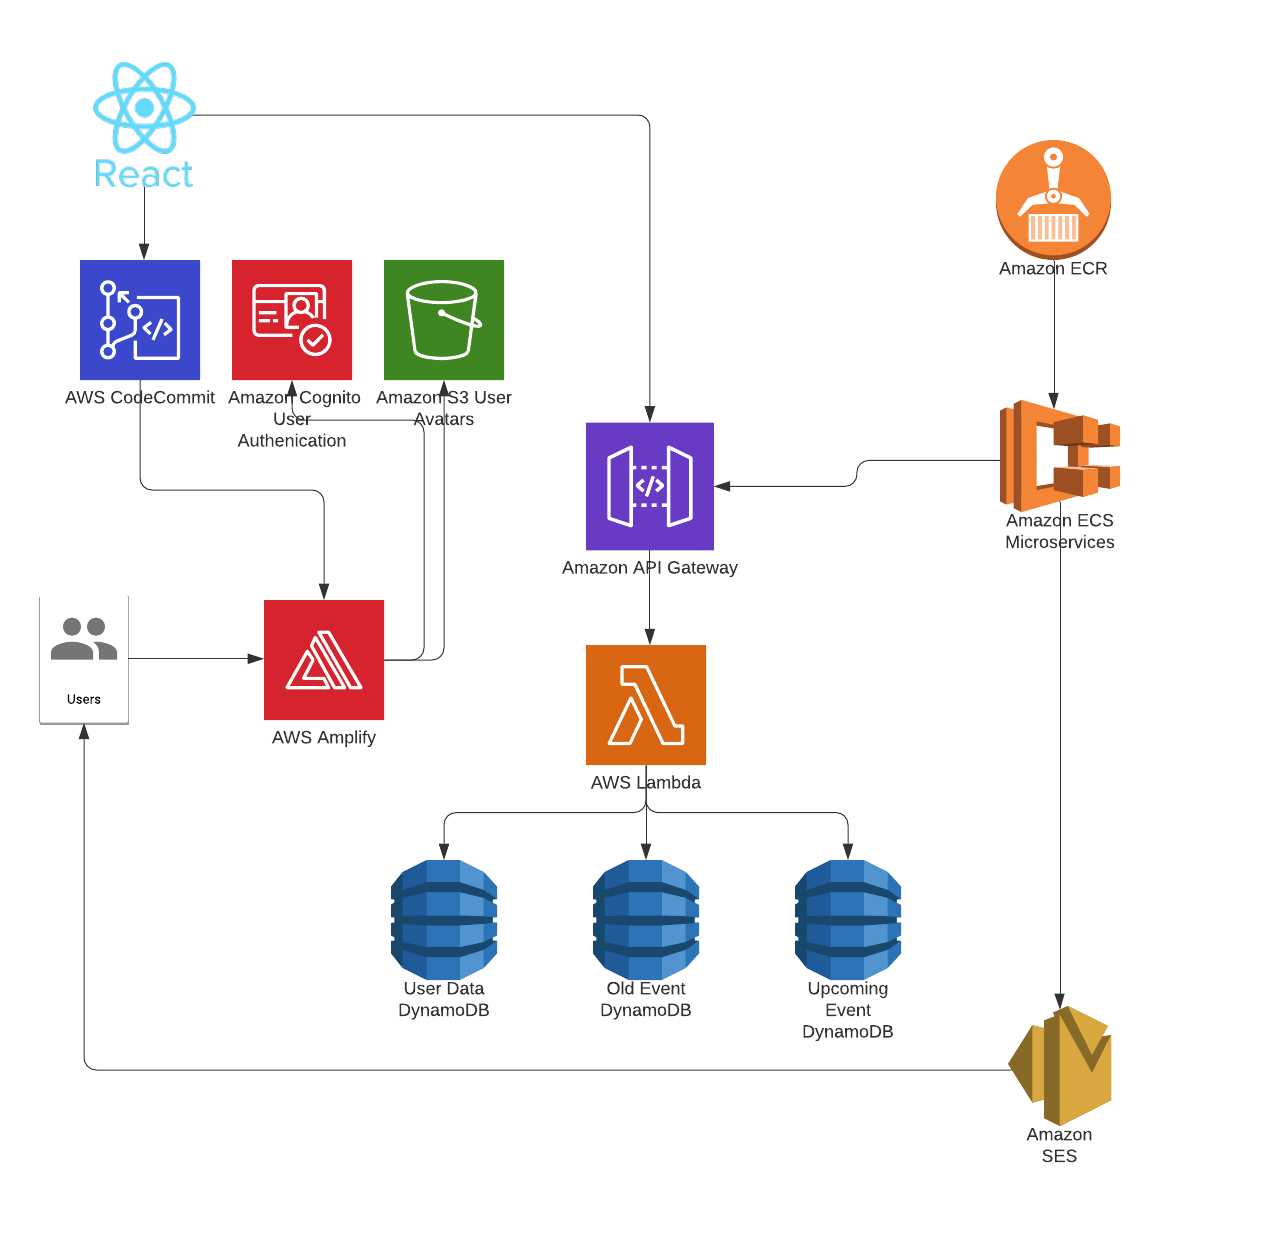 React
Amazon ECR
AWS CodeCommit
Amazon Cognito
User
Authenication
Amazon S3 User
Avatars
Amazon ECS
Microservices
Amazon API Gateway
Users
AWS Amplify
AWS Lambda
User Data
DynamoDB
Old Event
DynamoDB
Upcoming
Event
DynamoDB
Amazon
SES